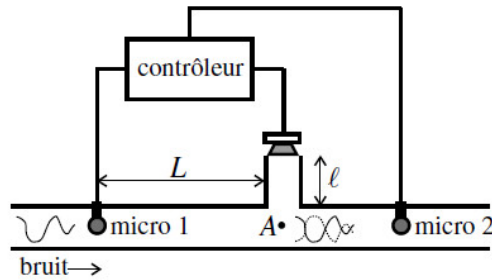 contrôleur
L
ℓ
micro 1
A
micro 2
bruit